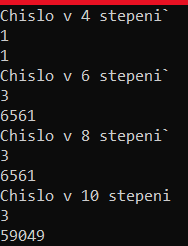 Chislo v 4 stepeni`
1
1
Chislo v 6 stepeni`
3
6561
Chislo v 8 stepeni`
3
6561
Chislo v 10 stepeni
3
59049